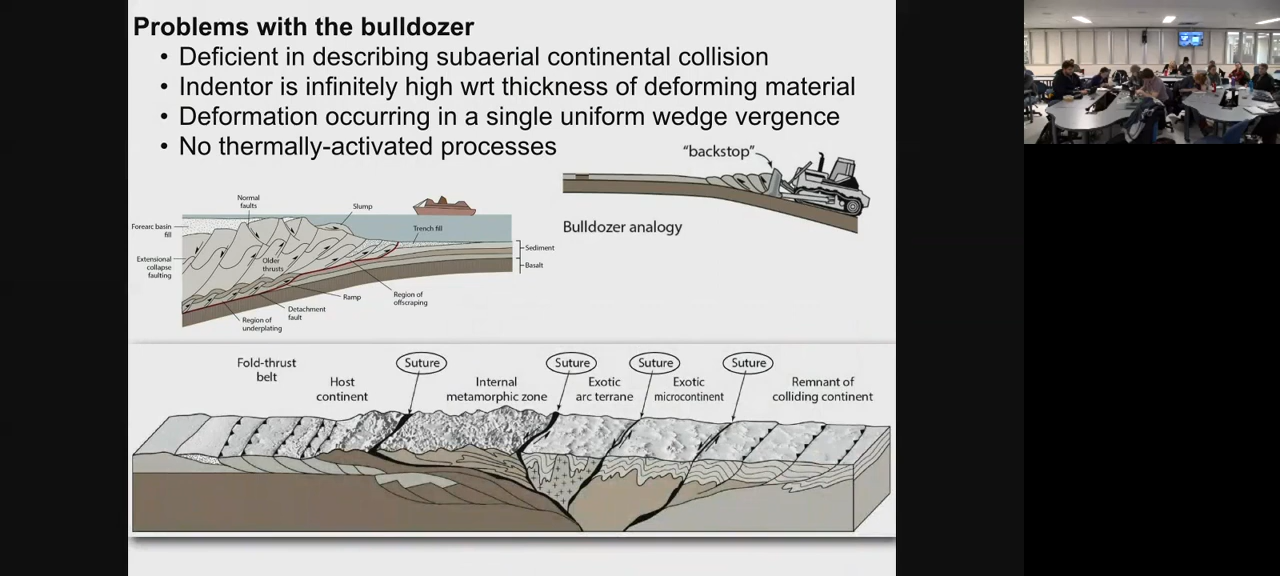 Problems with the bulldozer
• Deficient in describing subaerial continental collision
• Indentor is infinitely high wrt thickness of deforming material
• Deformation occurring in a single uniform wedge vergence
• No thermally-activated processes
"backstop"
Bulldozer analogy
Normal
faults
Slump
Forearc basin
fill
Trench fill
Sediment
Extensional
collapse
faulting
Older
thrusts
Basalt
Ramp
Region of
offscraping
Detachment
fault
Region of
underplating
Fold-thrust
belt
Host
continent
Suture
Internal
metamorphic zone
Suture
Exotic
arc terrane
Suture
Exotic
microcontinent
Suture
Remnant of
colliding continent